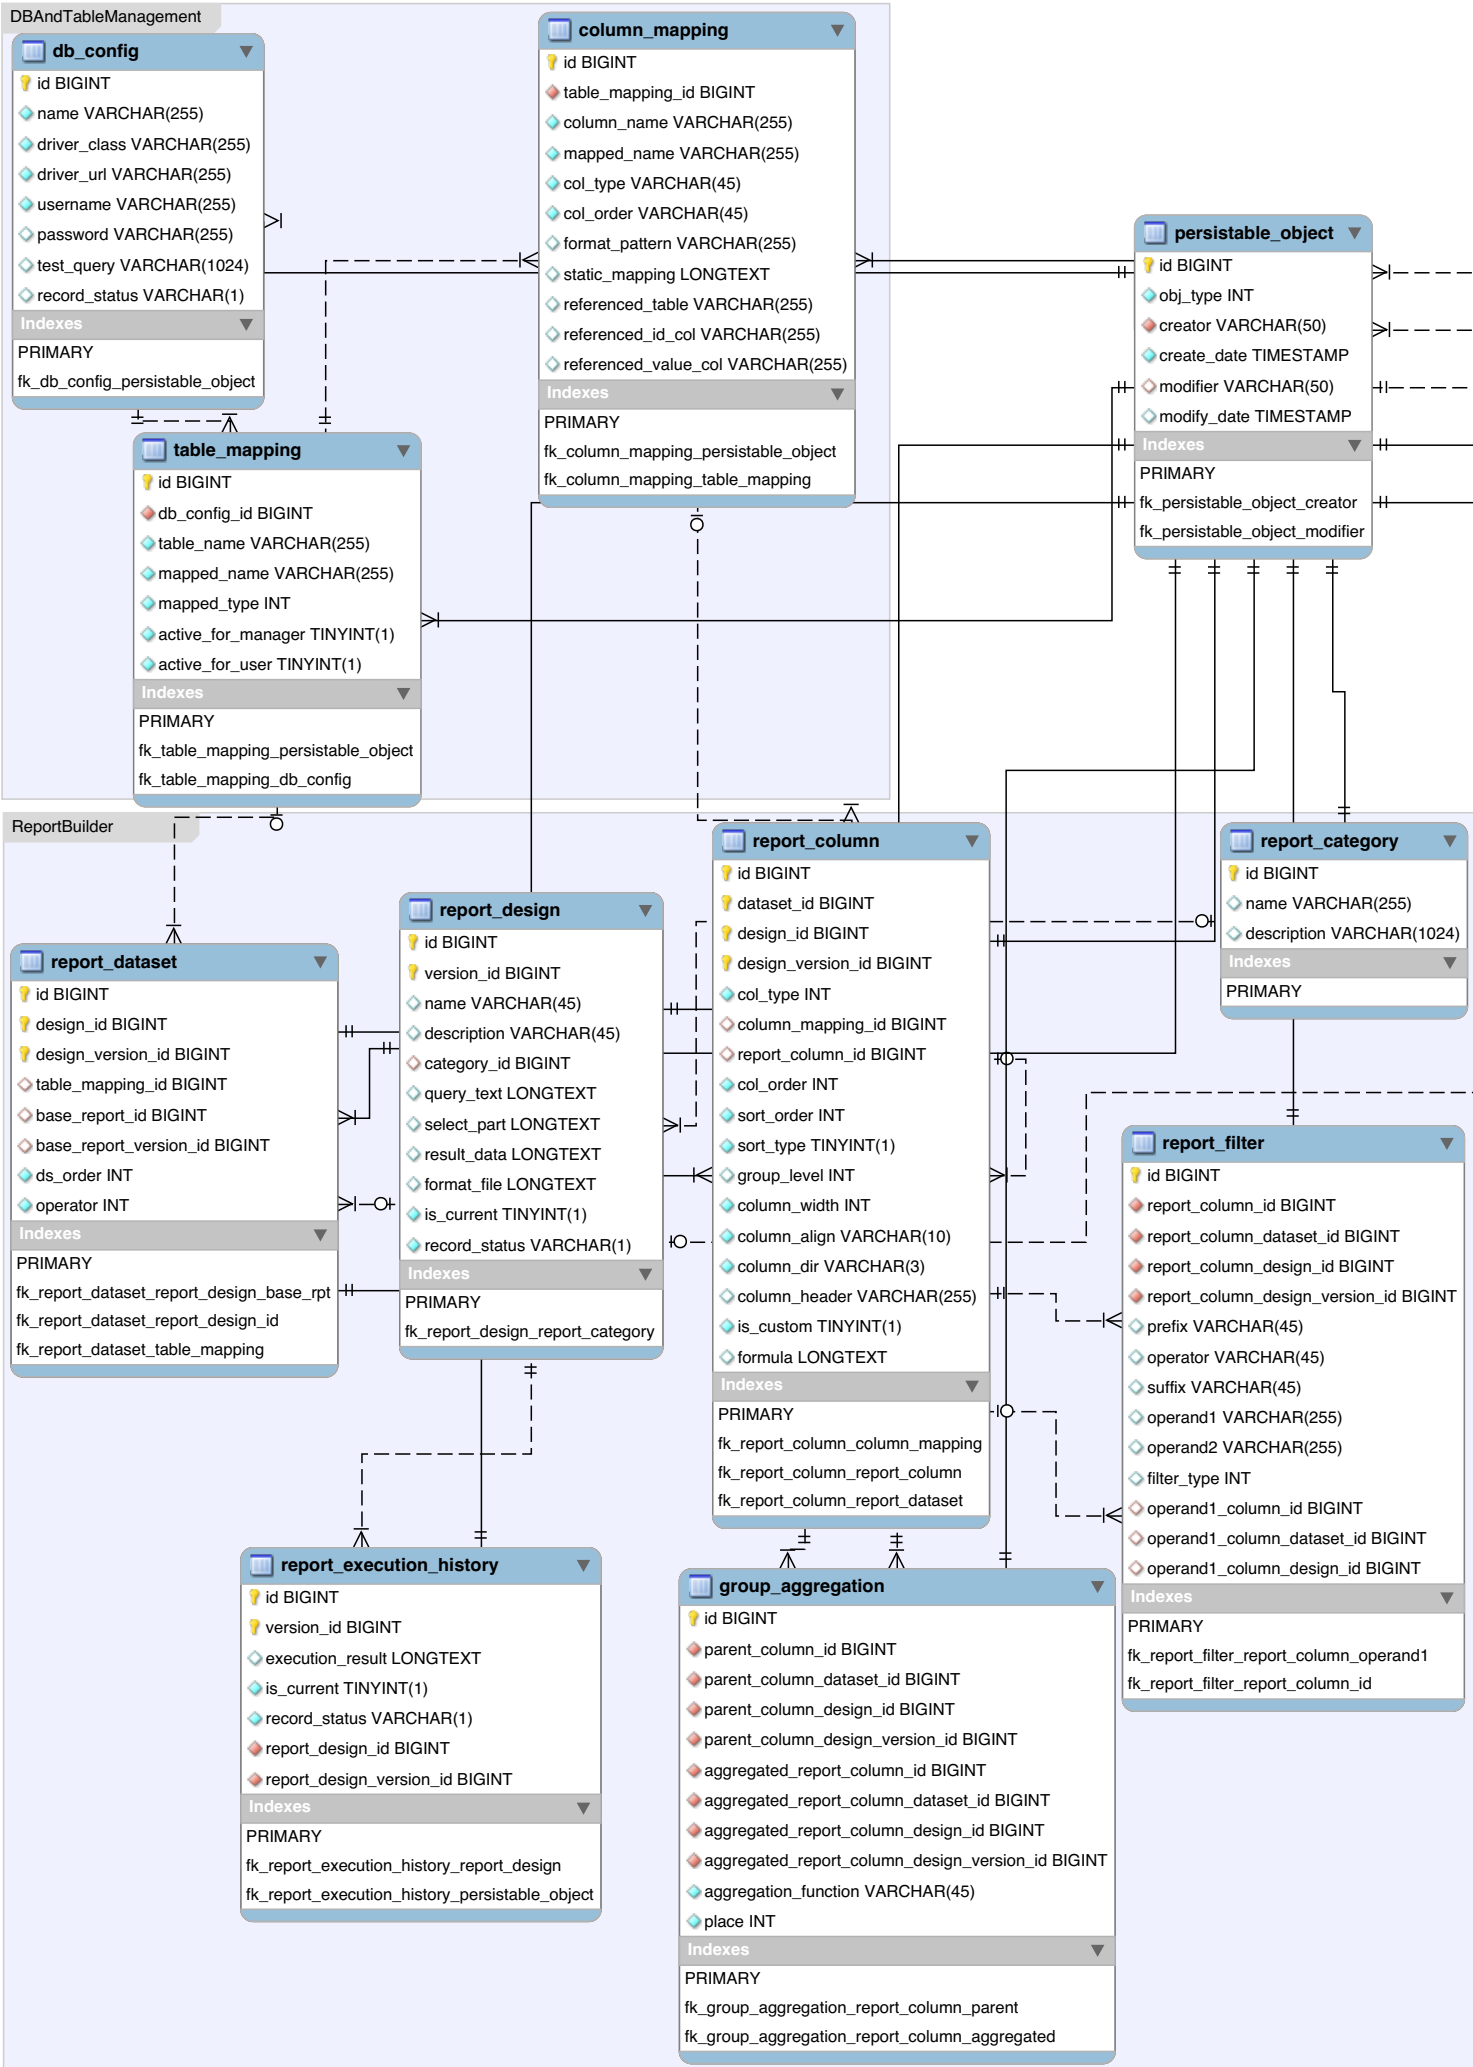 DBAndTableManagement
db_config
id BIGINT
name VARCHAR(255)
driver_class VARCHAR(255)
driver_url VARCHAR(255)
username VARCHAR(255)
password VARCHAR(255)
test_query VARCHAR(1024)
record_status VARCHAR(1)
Indexes
PRIMARY
fk_db_config_persistable_object
column_mapping
id BIGINT
table_mapping_id BIGINT
column_name VARCHAR(255)
mapped_name VARCHAR(255)
col_type VARCHAR(45)
col_order VARCHAR(45)
format_pattern VARCHAR(255)
static_mapping LONGTEXT
referenced_table VARCHAR(255)
referenced_id_col VARCHAR(255)
referenced_value_col VARCHAR(255)
Indexes
PRIMARY
fk_column_mapping_persistable_object
fk_column_mapping_table_mapping
persistable_object
id BIGINT
obj_type INT
creator VARCHAR(50)
create_date TIMESTAMP
modifier VARCHAR(50)
modify_date TIMESTAMP
Indexes
PRIMARY
fk_persistable_object_creator
fk_persistable_object_modifier
table_mapping
id BIGINT
db_config_id BIGINT
table_name VARCHAR(255)
mapped_name VARCHAR(255)
mapped_type INT
active_for_manager TINYINT(1)
active_for_user TINYINT(1)
Indexes
PRIMARY
fk_table_mapping_persistable_object
fk_table_mapping_db_config
ReportBuilder
report_dataset
id BIGINT
design_id BIGINT
design_version_id BIGINT
table_mapping_id BIGINT
base_report_id BIGINT
base_report_version_id BIGINT
ds_order INT
operator INT
Indexes
PRIMARY
fk_report_dataset_report_design_base_rpt
fk_report_dataset_report_design_id
fk_report_dataset_table_mapping
report_design
id BIGINT
version_id BIGINT
name VARCHAR(45)
description VARCHAR(45)
category_id BIGINT
query_text LONGTEXT
select_part LONGTEXT
result_data LONGTEXT
format_file LONGTEXT
is_current TINYINT(1)
record_status VARCHAR(1)
Indexes
PRIMARY
fk_report_design_report_category
report_column
id BIGINT
dataset_id BIGINT
design_id BIGINT
design_version_id BIGINT
col_type INT
column_mapping_id BIGINT
report_column_id BIGINT
col_order INT
sort_order INT
sort_type TINYINT(1)
group_level INT
column_width INT
column_align VARCHAR(10)
column_dir VARCHAR(3)
column_header VARCHAR(255)
is_custom TINYINT(1)
formula LONGTEXT
Indexes
PRIMARY
fk_report_column_column_mapping
fk_report_column_report_column
fk_report_column_report_dataset
report_category
id BIGINT
name VARCHAR(255)
description VARCHAR(1024)
Indexes
PRIMARY
report_filter
id BIGINT
report_column_id BIGINT
report_column_dataset_id BIGINT
report_column_design_id BIGINT
report_column_design_version_id BIGINT
prefix VARCHAR(45)
operator VARCHAR(45)
suffix VARCHAR(45)
operand1 VARCHAR(255)
operand2 VARCHAR(255)
filter_type INT
operand1_column_id BIGINT
operand1_column_dataset_id BIGINT
operand1_column_design_id BIGINT
Indexes
PRIMARY
fk_report_filter_report_column_operand1
fk_report_filter_report_column_id
report_execution_history
id BIGINT
version_id BIGINT
execution_result LONGTEXT
is_current TINYINT(1)
record_status VARCHAR(1)
report_design_id BIGINT
report_design_version_id BIGINT
Indexes
PRIMARY
fk_report_execution_history_report_design
fk_report_execution_history_persistable_object
group_aggregation
id BIGINT
parent_column_id BIGINT
parent_column_dataset_id BIGINT
parent_column_design_id BIGINT
parent_column_design_version_id BIGINT
aggregated_report_column_id BIGINT
aggregated_report_column_dataset_id BIGINT
aggregated_report_column_design_id BIGINT
aggregated_report_column_design_version_id BIGINT
aggregation_function VARCHAR(45)
place INT
Indexes
PRIMARY
fk_group_aggregation_report_column_parent
fk_group_aggregation_report_column_aggregated